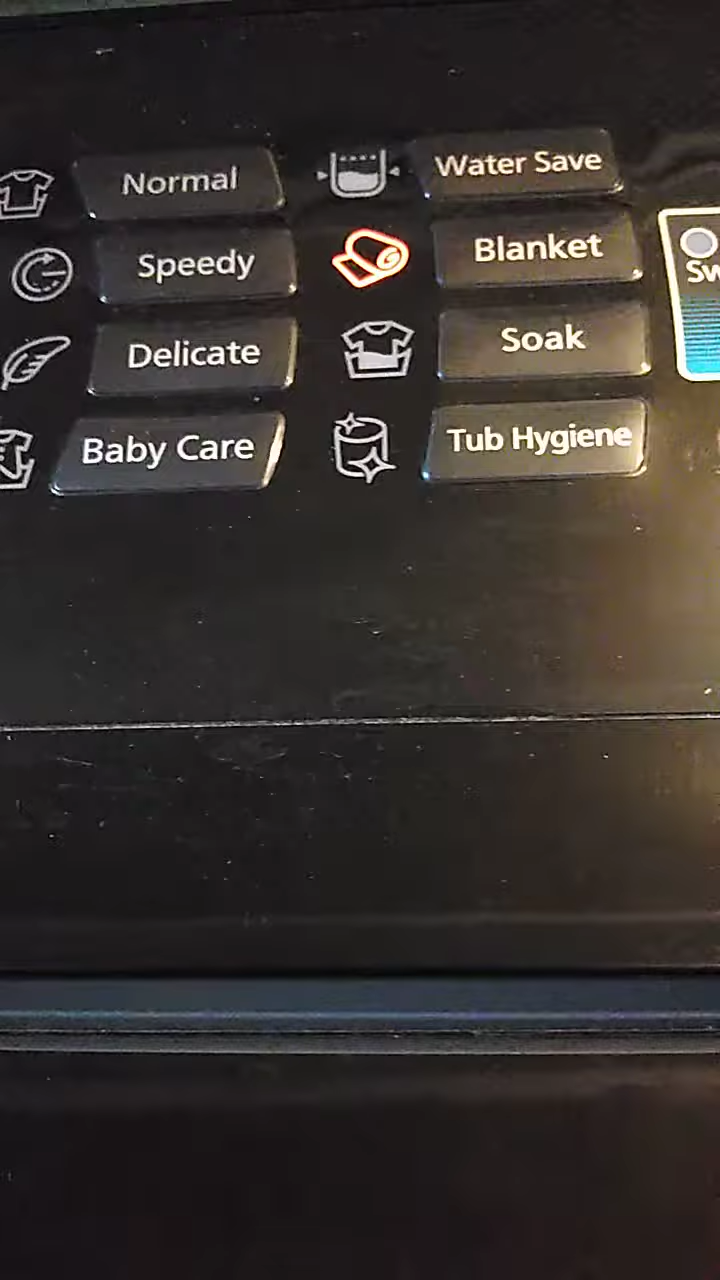 Normal
Speedy
Delicate
Baby Care
Water Save
Blanket
Soak
Tub Hygiene